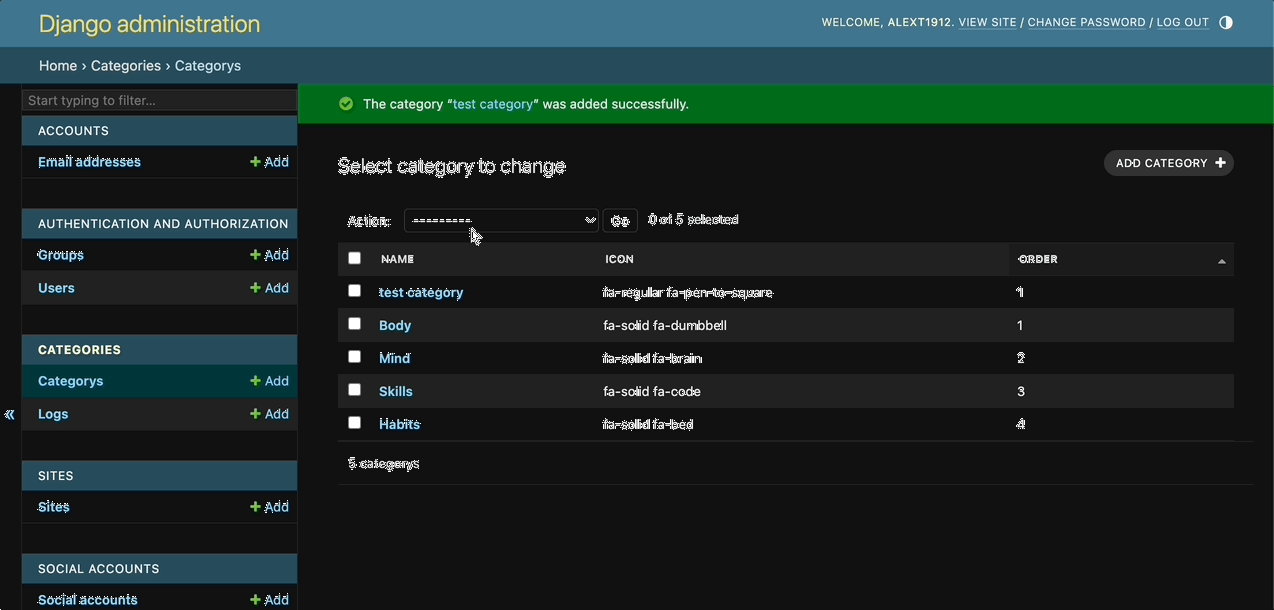 Django administration
WELCOME, ALEXT1912. VIEW SITE / CHANGE PASSWORD / LOG OUT
Home › Categories › Categorys
Start typing to filter...
The category “test category” was added successfully.
ACCOUNTS
Email addresses + Add
AUTHENTICATION AND AUTHORIZATION
Groups + Add
Users + Add
CATEGORIES
Categorys + Add
Logs + Add
SITES
Sites + Add
SOCIAL ACCOUNTS
Social accounts + Add
«
Select category to change
ADD CATEGORY +
Action: --------- Go 0 of 5 selected
NAME ICON ORDER
test category fa-regular fa-pen-to-square 1
Body fa-solid fa-dumbbell 1
Mind fa-solid fa-brain 2
Skills fa-solid fa-code 3
Habits fa-solid fa-bed 4
5 categorys